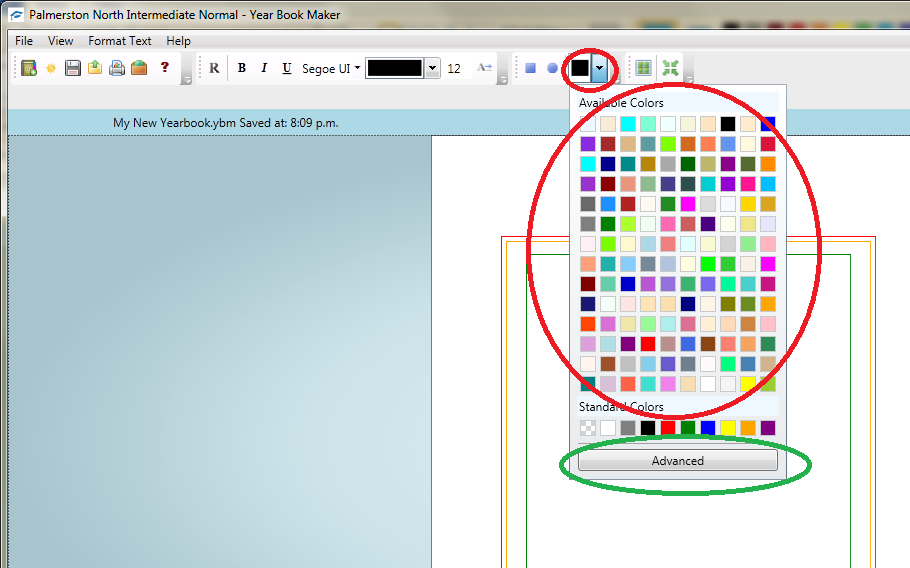 Palmerston North Intermediate Normal - Year Book Maker
File View Format Text Help
? R B I U Segoe UI 12 A
My New Yearbook.ybm Saved at: 8:09 p.m.
Available Colors
Standard Colors
Advanced